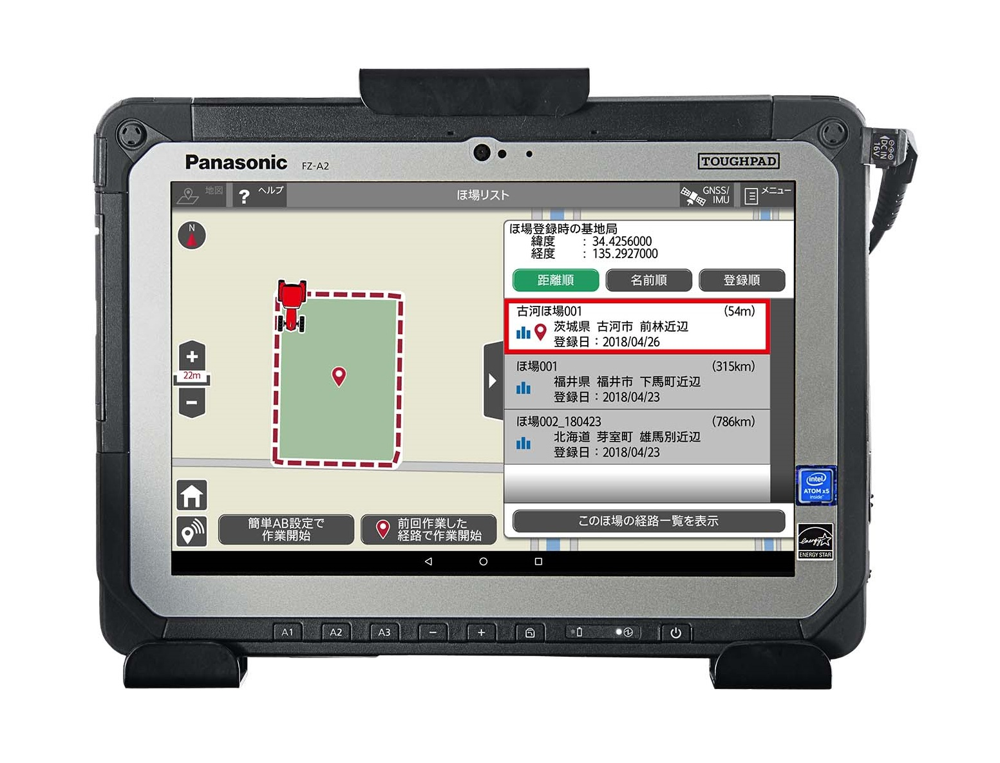 Panasonic FZ-A2
TOUGHPAD
DC IN
16V
地図
? ヘルプ
ほ場リスト
GNSS/
IMU
メニュー
N
ほ場登録時の基地局
緯度 : 34.4256000
経度 : 135.2927000
距離順
名前順
登録順
古河ほ場001 (54m)
茨城県 古河市 前林近辺
登録日：2018/04/26
ほ場001 (315km)
福井県 福井市 下馬町近辺
登録日：2018/04/23
ほ場002_180423 (786km)
北海道 芽室町 雄馬別近辺
登録日：2018/04/23
+
22m
−
簡単AB設定で
作業開始
前回作業した
経路で作業開始
このほ場の経路一覧を表示
intel
ATOM x5
inside™
energy
ENERGY STAR
A1
A2
A3
−
+